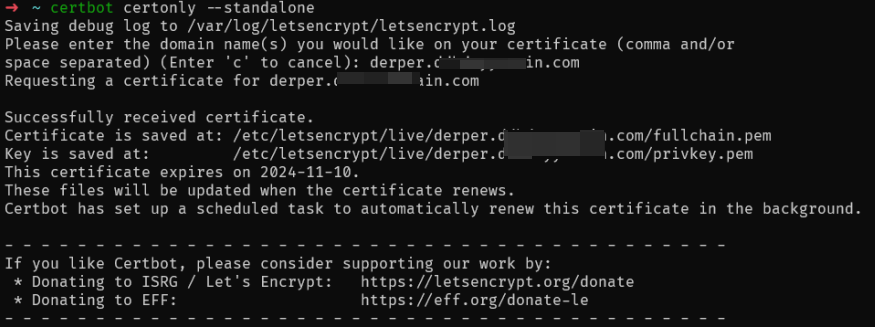 ➜ ~ certbot certonly --standalone
Saving debug log to /var/log/letsencrypt/letsencrypt.log
Please enter the domain name(s) you would like on your certificate (comma and/or
space separated) (Enter 'c' to cancel): derper.d in.com
Requesting a certificate for derper. ain.com
Successfully received certificate.
Certificate is saved at: /etc/letsencrypt/live/derper.d .com/fullchain.pem
Key is saved at: /etc/letsencrypt/live/derper.d .com/privkey.pem
This certificate expires on 2024-11-10.
These files will be updated when the certificate renews.
Certbot has set up a scheduled task to automatically renew this certificate in the background.
- - - - - - - - - - - - - - - - - - - - - - - - - - - - - - - - - - - - - - - -
If you like Certbot, please consider supporting our work by:
* Donating to ISRG / Let's Encrypt: https://letsencrypt.org/donate
* Donating to EFF: https://eff.org/donate-le
- - - - - - - - - - - - - - - - - - - - - - - - - - - - - - - - - - - - - - - -